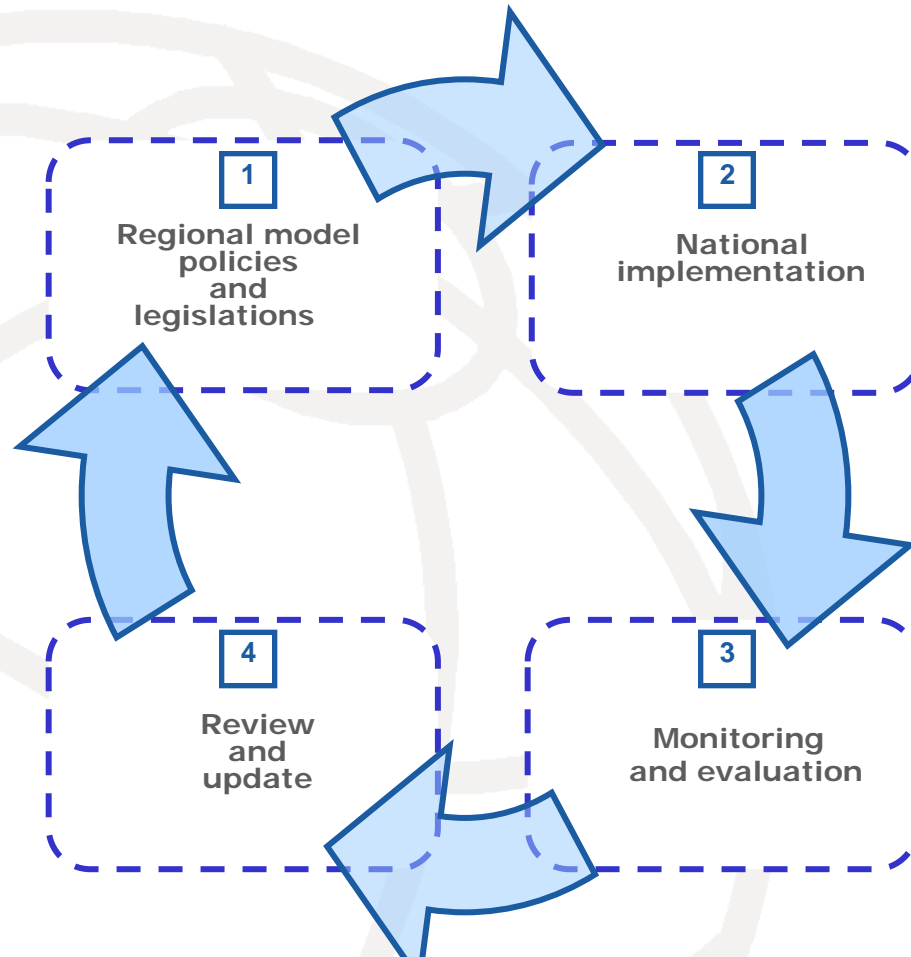 1
Regional model
policies
and
legislations
2
National
implementation
3
Monitoring
and evaluation
4
Review
and
update